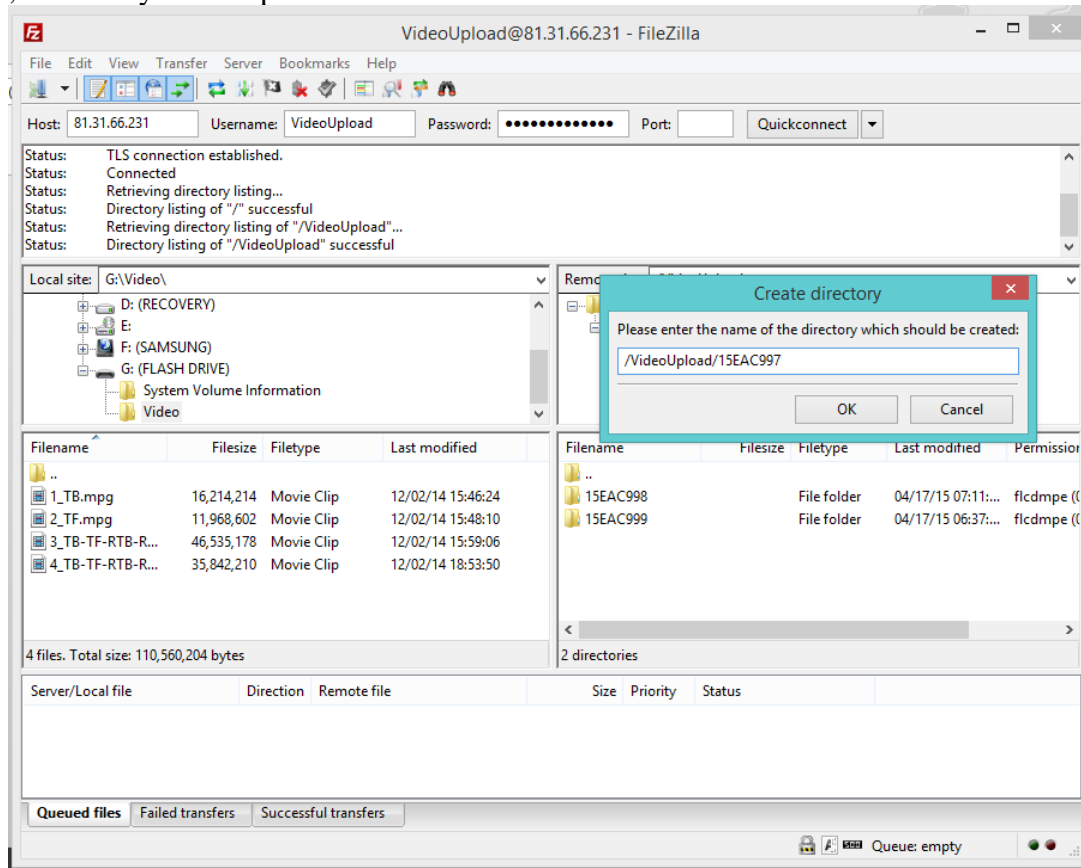 VideoUpload@81.31.66.231 - FileZilla
File Edit View Transfer Server Bookmarks Help
Host: 81.31.66.231 Username: VideoUpload Password: ●●●●●●●●●●●●● Port: Quickconnect
Status: TLS connection established.
Status: Connected
Status: Retrieving directory listing...
Status: Directory listing of "/" successful
Status: Retrieving directory listing of "/VideoUpload"...
Status: Directory listing of "/VideoUpload" successful
Local site: G:\Video\
D: (RECOVERY)
E:
F: (SAMSUNG)
G: (FLASH DRIVE)
System Volume Information
Video
Create directory
Please enter the name of the directory which should be created:
/VideoUpload/15EAC997
OK Cancel
Filename Filesize Filetype Last modified
..
1_TB.mpg 16,214,214 Movie Clip 12/02/14 15:46:24
2_TF.mpg 11,968,602 Movie Clip 12/02/14 15:48:10
3_TB-TF-RTB-R... 46,535,178 Movie Clip 12/02/14 15:59:06
4_TB-TF-RTB-R... 35,842,210 Movie Clip 12/02/14 18:53:50
4 files. Total size: 110,560,204 bytes
Filename Filesize Filetype Last modified Permission
..
15EAC998 File folder 04/17/15 07:11:... flcdmpe ((
15EAC999 File folder 04/17/15 06:37:... flcdmpe ((
2 directories
Server/Local file Direction Remote file Size Priority Status
Queued files Failed transfers Successful transfers
Queue: empty